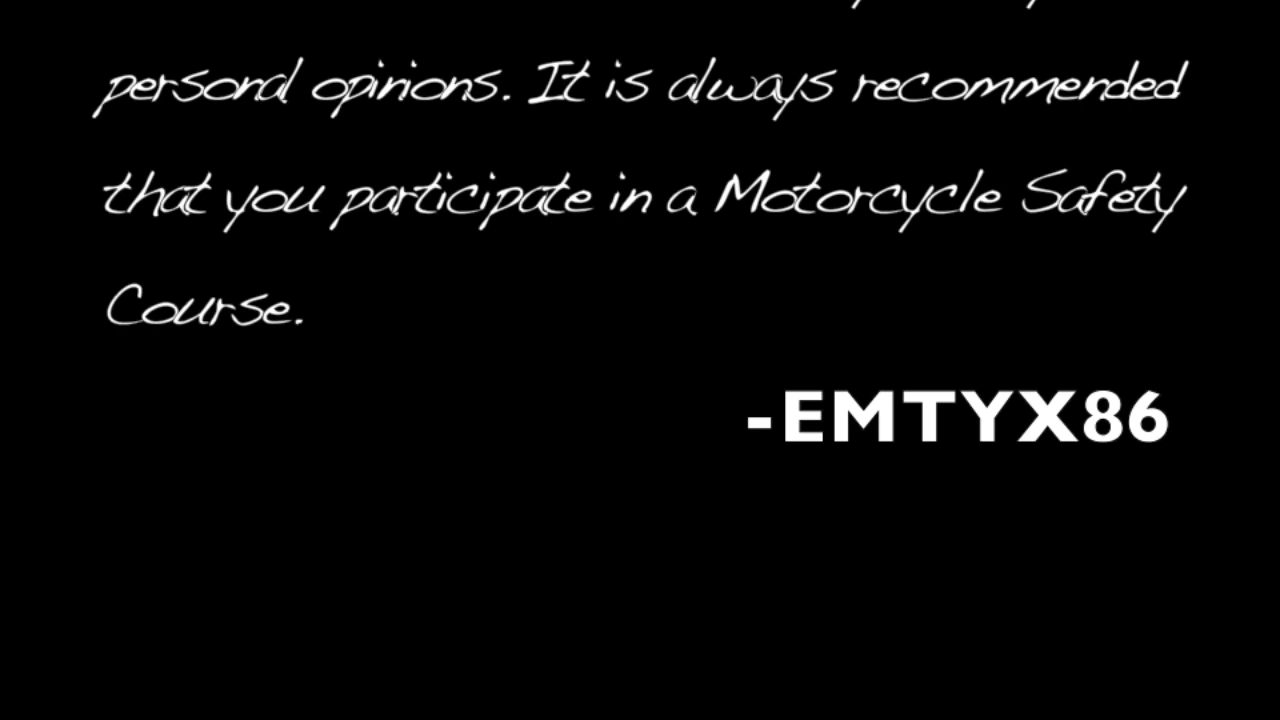 personal opinions. It is always recommended
that you participate in a Motorcycle Safety
Course.
-EMTYX86